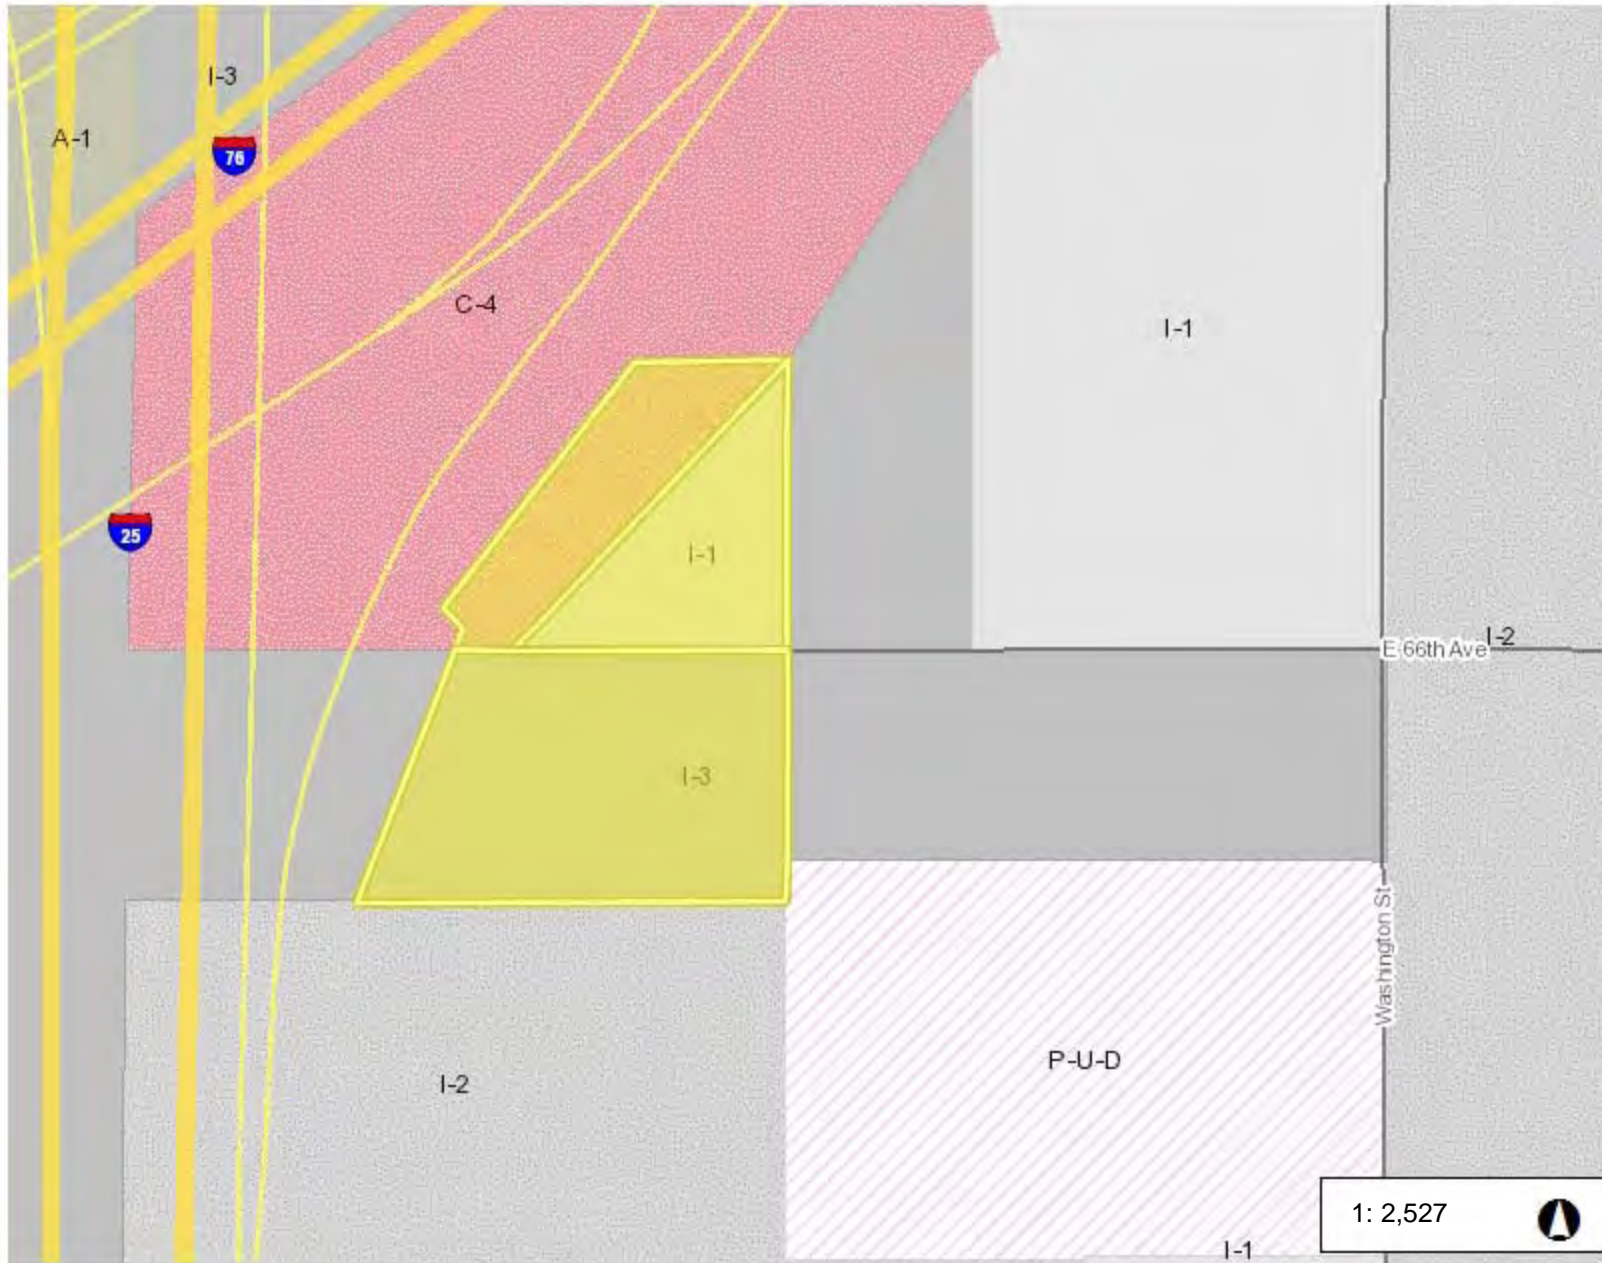 I-3
A-1
76
C-4
I-1
25
I-1
I-2
E 66th Ave
I-3
Washington St
P-U-D
I-2
1: 2,527
I-1